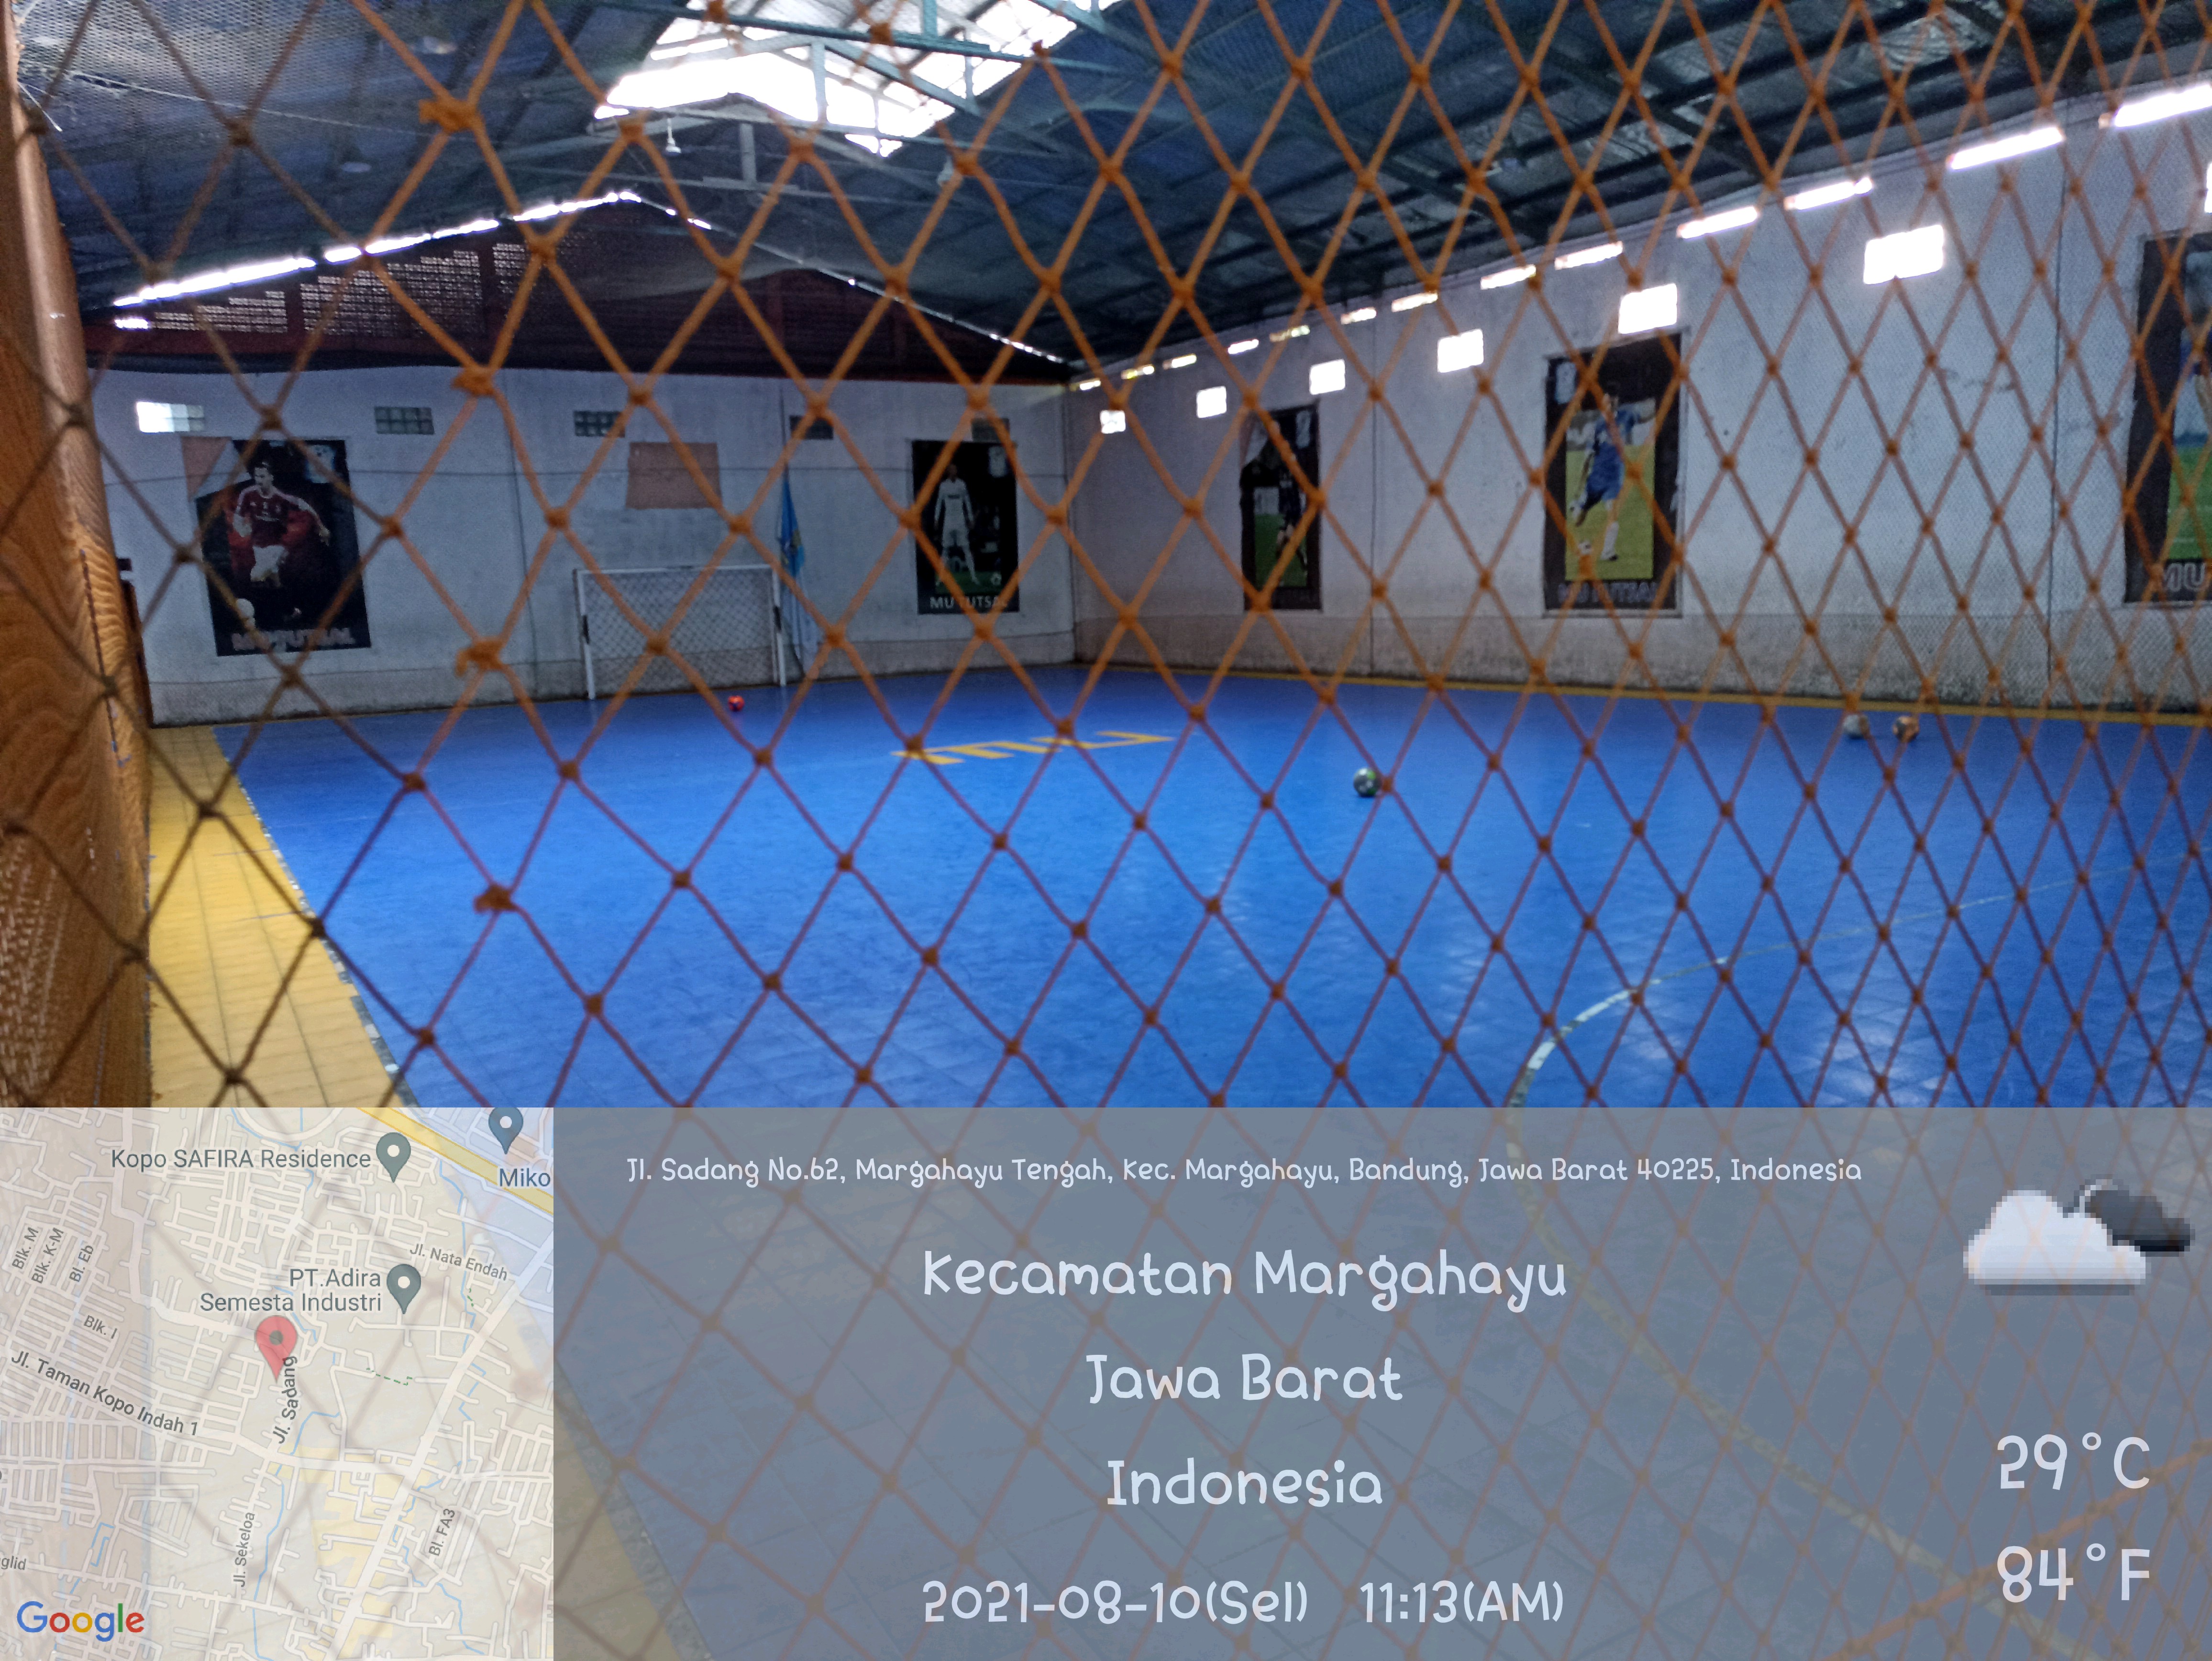 MU FUTSAL
MU FUTSAL
MU FUTSAL
MU
MU
Kopo SAFIRA Residence
Miko
Blk. M
Blk. K-M
Bl. Eb
Jl. Nata Endah
PT.Adira
Semesta Industri
Blk. I
Jl. Taman Kopo Indah 1
Jl. Sadang
Jl. Sekeloa
Bl. FA3
glid
Google
Jl. Sadang No.62, Margahayu Tengah, Kec. Margahayu, Bandung, Jawa Barat 40225, Indonesia
Kecamatan Margahayu
Jawa Barat
Indonesia
2021-08-10(Sel) 11:13(AM)
29°C
84°F